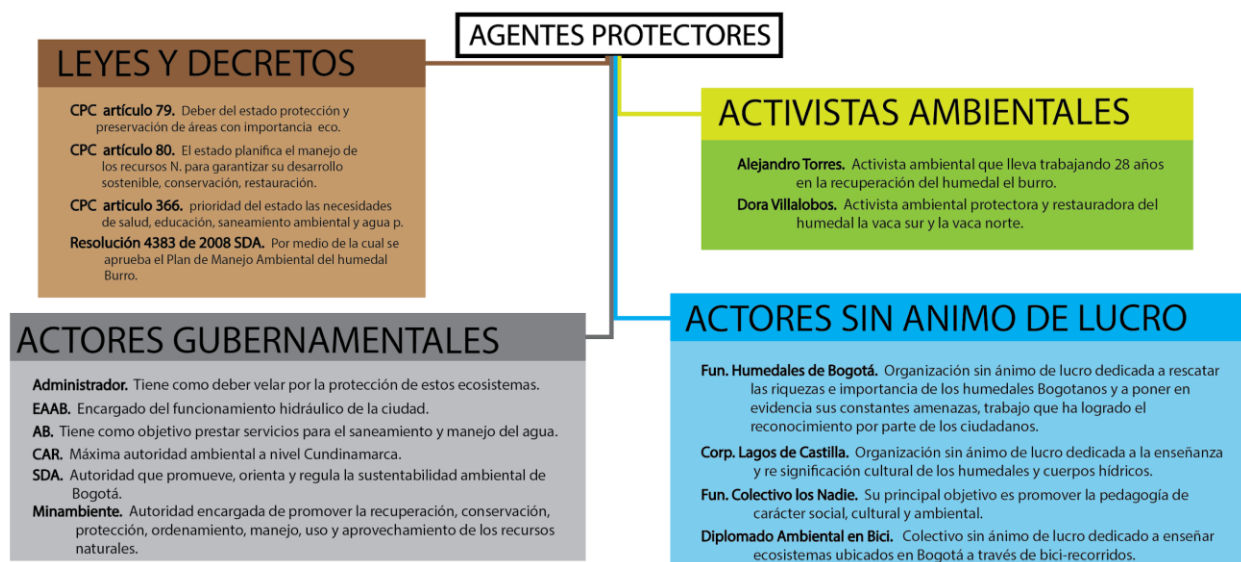 AGENTES PROTECTORES
LEYES Y DECRETOS
CPC artículo 79. Deber del estado protección y
preservación de áreas con importancia eco.
CPC artículo 80. El estado planifica el manejo de
los recursos N. para garantizar su desarrollo
sostenible, conservación, restauración.
CPC articulo 366. prioridad del estado las necesidades
de salud, educación, saneamiento ambiental y agua p.
Resolución 4383 de 2008 SDA. Por medio de la cual se
aprueba el Plan de Manejo Ambiental del humedal
Burro.
ACTIVISTAS AMBIENTALES
Alejandro Torres. Activista ambiental que lleva trabajando 28 años
en la recuperación del humedal el burro.
Dora Villalobos. Activista ambiental protectora y restauradora del
humedal la vaca sur y la vaca norte.
ACTORES GUBERNAMENTALES
Administrador. Tiene como deber velar por la protección de estos ecosistemas.
EAAB. Encargado del funcionamiento hidráulico de la ciudad.
AB. Tiene como objetivo prestar servicios para el saneamiento y manejo del agua.
CAR. Máxima autoridad ambiental a nivel Cundinamarca.
SDA. Autoridad que promueve, orienta y regula la sustentabilidad ambiental de
Bogotá.
Minambiente. Autoridad encargada de promover la recuperación, conservación,
protección, ordenamiento, manejo, uso y aprovechamiento de los recursos
naturales.
ACTORES SIN ANIMO DE LUCRO
Fun. Humedales de Bogotá. Organización sin ánimo de lucro dedicada a rescatar
las riquezas e importancia de los humedales Bogotanos y a poner en
evidencia sus constantes amenazas, trabajo que ha logrado el
reconocimiento por parte de los ciudadanos.
Corp. Lagos de Castilla. Organización sin ánimo de lucro dedicada a la enseñanza
y re significación cultural de los humedales y cuerpos hídricos.
Fun. Colectivo los Nadie. Su principal objetivo es promover la pedagogía de
carácter social, cultural y ambiental.
Diplomado Ambiental en Bici. Colectivo sin ánimo de lucro dedicado a enseñar
ecosistemas ubicados en Bogotá a través de bici-recorridos.